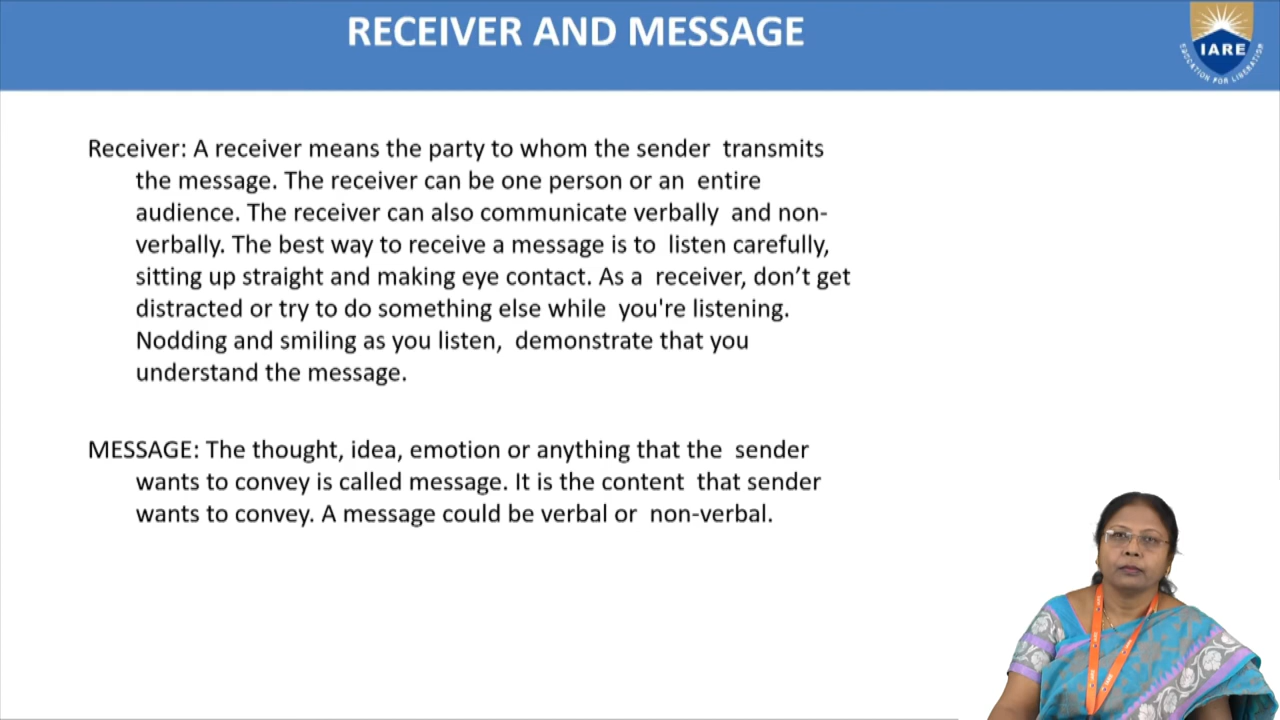 RECEIVER AND MESSAGE
IARE
EDUCATION FOR LIBERATION
Receiver: A receiver means the party to whom the sender transmits
the message. The receiver can be one person or an entire
audience. The receiver can also communicate verbally and non-
verbally. The best way to receive a message is to listen carefully,
sitting up straight and making eye contact. As a receiver, don’t get
distracted or try to do something else while you're listening.
Nodding and smiling as you listen, demonstrate that you
understand the message.
MESSAGE: The thought, idea, emotion or anything that the sender
wants to convey is called message. It is the content that sender
wants to convey. A message could be verbal or non-verbal.